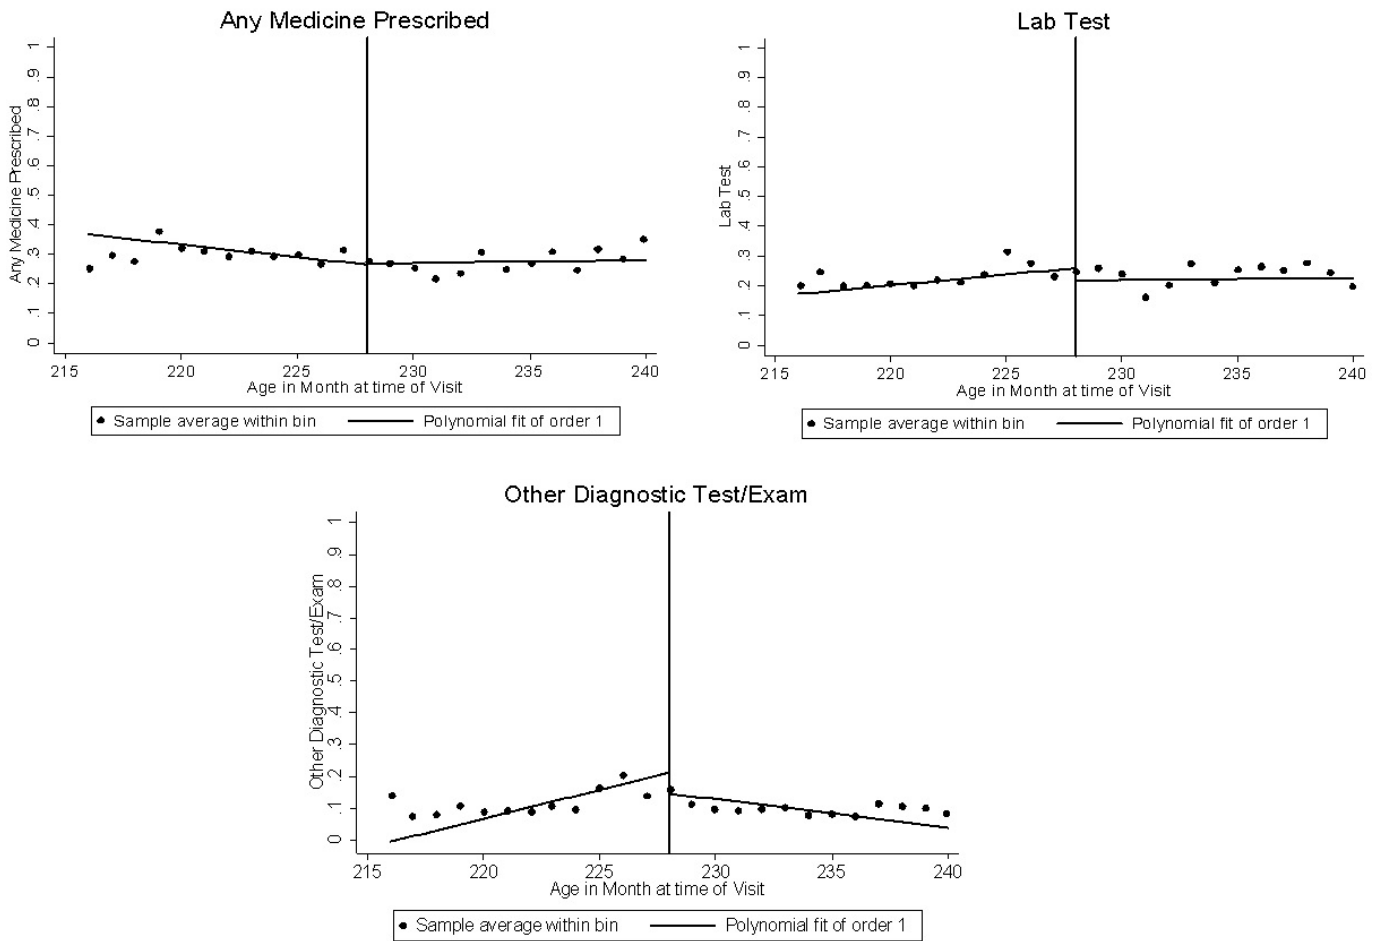 Any Medicine Prescribed
Any Medicine Prescribed
1
.9
.8
.7
.6
.5
.4
.3
.2
.1
0
215 220 225 230 235 240
Age in Month at time of Visit
Sample average within bin Polynomial fit of order 1
Lab Test
Lab Test
1
.9
.8
.7
.6
.5
.4
.3
.2
.1
0
215 220 225 230 235 240
Age in Month at time of Visit
Sample average within bin Polynomial fit of order 1
Other Diagnostic Test/Exam
Other Diagnostic Test/Exam
1
.9
.8
.7
.6
.5
.4
.3
.2
.1
0
215 220 225 230 235 240
Age in Month at time of Visit
Sample average within bin Polynomial fit of order 1